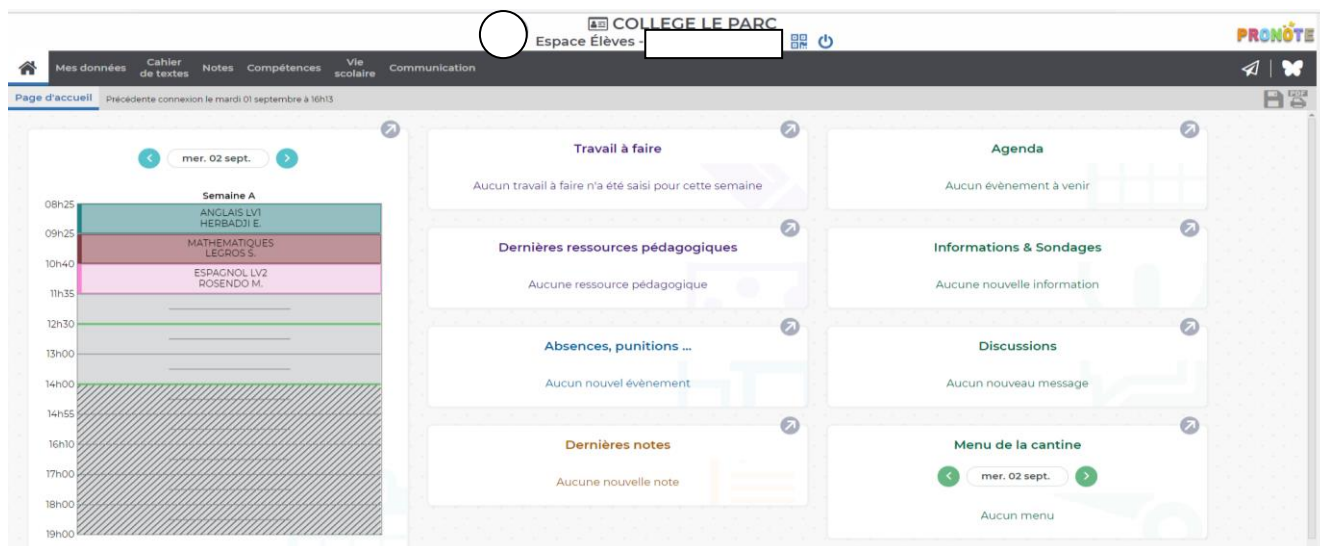 COLLEGE LE PARC
Espace Élèves -
PRONOTE
Mes données
Cahier
de textes
Notes
Compétences
Vie
scolaire
Communication
Page d'accueil
Précédente connexion le mardi 01 septembre à 16h13
PDF
mer. 02 sept.
Semaine A
08h25
ANGLAIS LV1
HERBADJI E.
09h25
MATHEMATIQUES
LEGROS S.
10h40
ESPAGNOL LV2
ROSENDO M.
11h35
12h30
13h00
14h00
14h55
16h10
17h00
18h00
19h00
Travail à faire
Aucun travail à faire n'a été saisi pour cette semaine
Dernières ressources pédagogiques
Aucune ressource pédagogique
Absences, punitions ...
Aucun nouvel évènement
Dernières notes
Aucune nouvelle note
Agenda
Aucun évènement à venir
Informations & Sondages
Aucune nouvelle information
Discussions
Aucun nouveau message
Menu de la cantine
mer. 02 sept.
Aucun menu